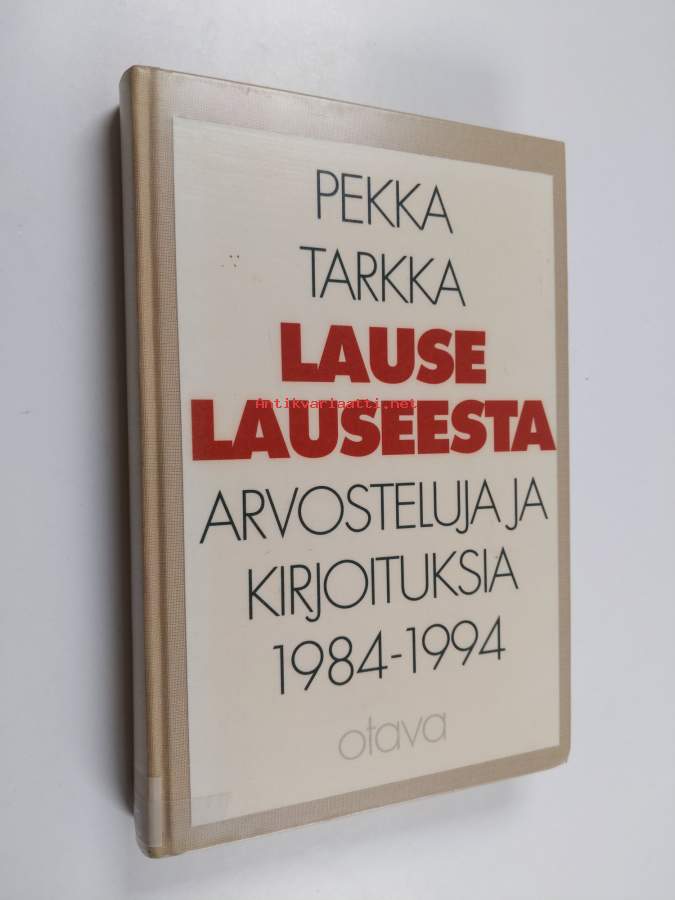 PEKKA
TARKKA
LAUSE
Antikvariaatti.net
LAUSEESTA
ARVOSTELUJA JA
KIRJOITUKSIA
1984-1994
otava